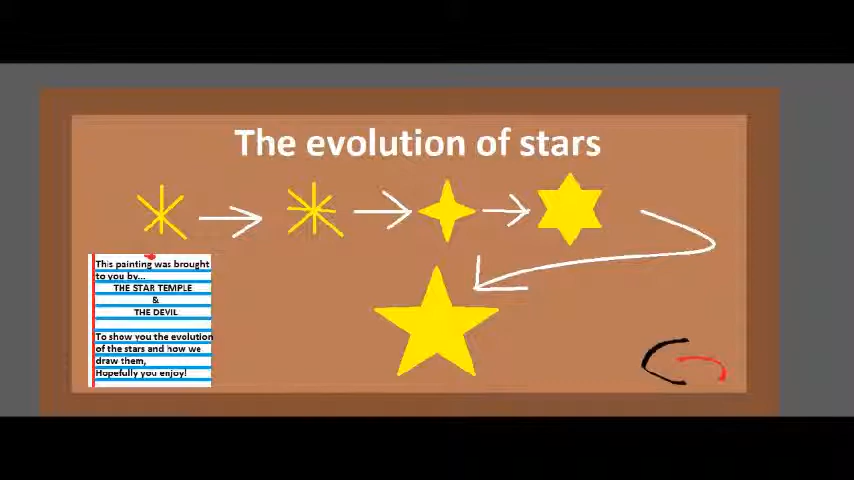 The evolution of stars
This painting was brought
to you by...
THE STAR TEMPLE
&
THE DEVIL
To show you the evolution
of the stars and how we
draw them,
Hopefully you enjoy!